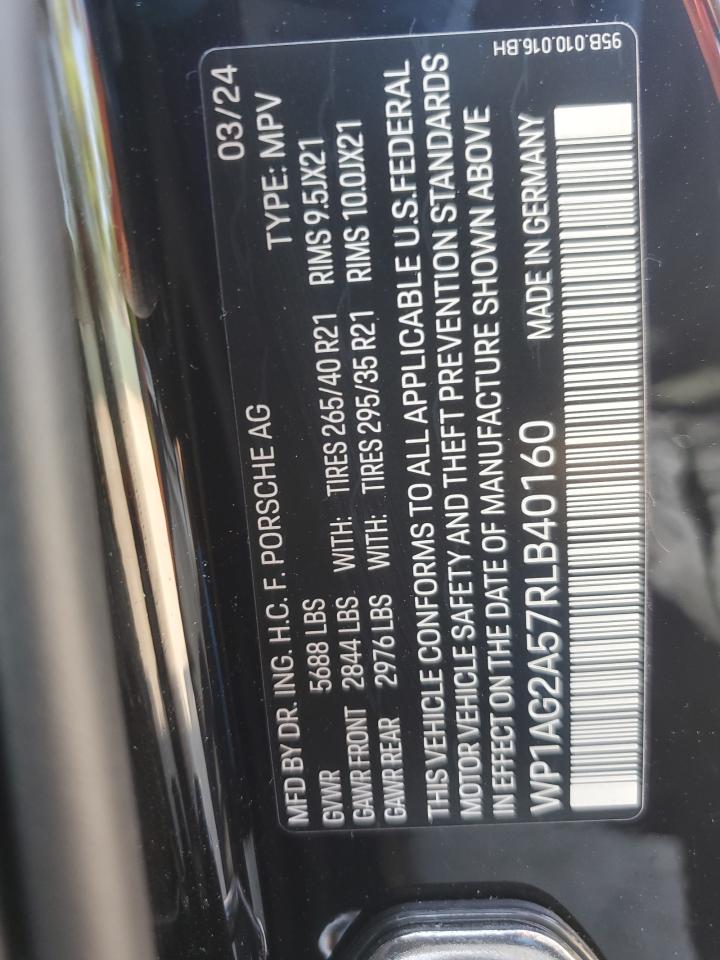 MFD BY DR. ING. H.C. F. PORSCHE AG 03/24
GVWR 5688 LBS TYPE: MPV
GAWR FRONT 2844 LBS WITH: TIRES 265/40 R21 RIMS 9.5JX21
GAWR REAR 2976 LBS WITH: TIRES 295/35 R21 RIMS 10.0JX21
THIS VEHICLE CONFORMS TO ALL APPLICABLE U.S.FEDERAL
MOTOR VEHICLE SAFETY AND THEFT PREVENTION STANDARDS
IN EFFECT ON THE DATE OF MANUFACTURE SHOWN ABOVE
WP1AG2A57RLB40160 MADE IN GERMANY
95B.010.016.BH